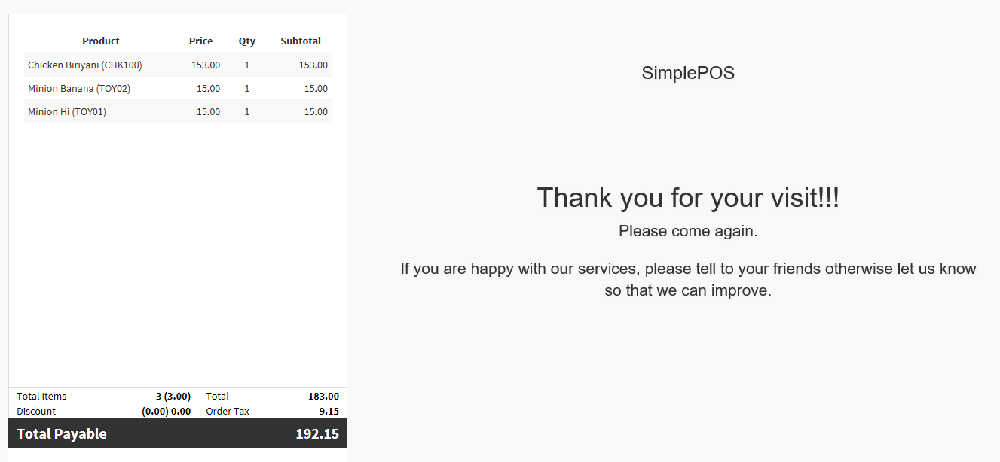 Product Price Qty Subtotal
Chicken Biriyani (CHK100) 153.00 1 153.00
Minion Banana (TOY02) 15.00 1 15.00
Minion Hi (TOY01) 15.00 1 15.00
Total Items 3 (3.00) Total 183.00
Discount (0.00) 0.00 Order Tax 9.15
Total Payable 192.15
SimplePOS
Thank you for your visit!!!
Please come again.
If you are happy with our services, please tell to your friends otherwise let us know
so that we can improve.